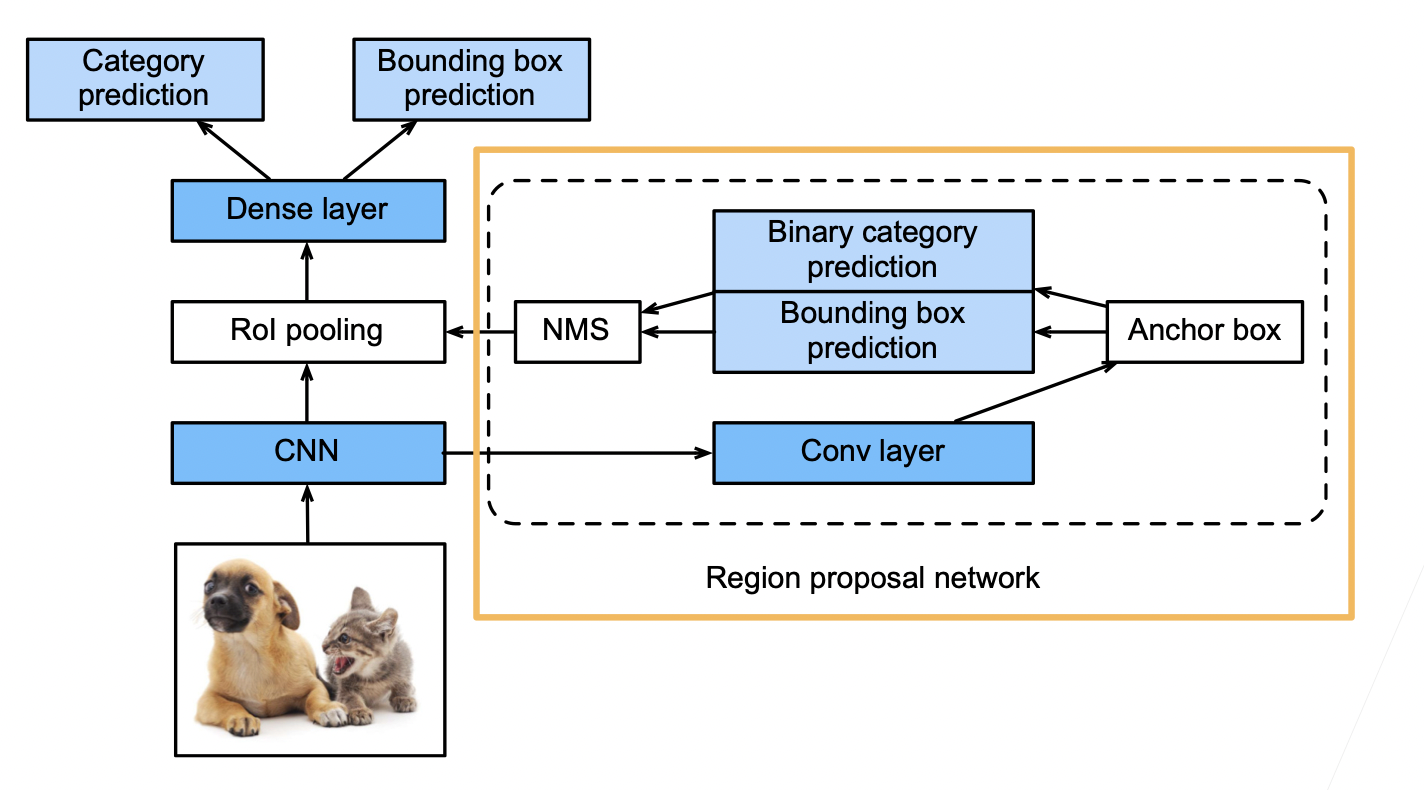 Category
prediction
Bounding box
prediction
Dense layer
Binary category
prediction
RoI pooling
NMS
Bounding box
prediction
Anchor box
CNN
Conv layer
Region proposal network